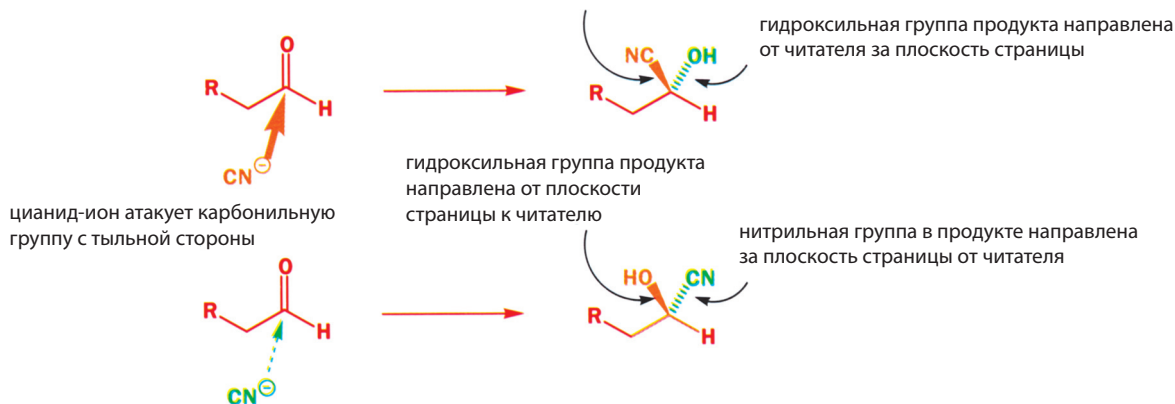 гидроксильная группа продукта направлена
от читателя за плоскость страницы
O
R
H
CN⊖
NC
OH
R
H
гидроксильная группа продукта
направлена от плоскости
страницы к читателю
цианид-ион атакует карбонильную
группу с тыльной стороны
нитрильная группа в продукте направлена
за плоскость страницы от читателя
O
R
H
CN⊖
HO
CN
R
H